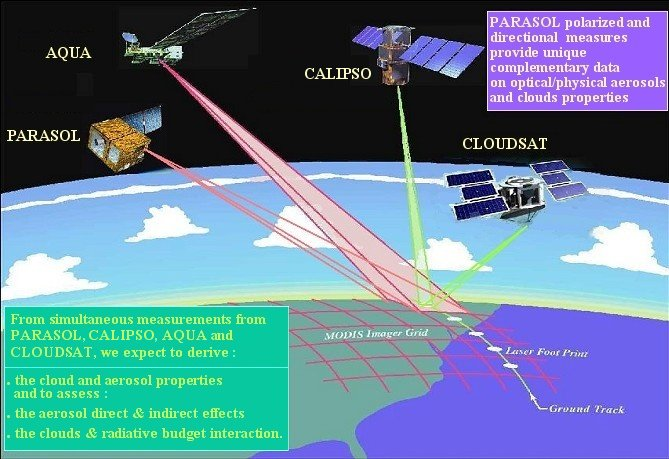 AQUA
CALIPSO
PARASOL
CLOUDSAT
PARASOL polarized and
directional measures
provide unique
complementary data
on optical/physical aerosols
and clouds properties
From simultaneous measurements from
PARASOL, CALIPSO, AQUA and
CLOUDSAT, we expect to derive :
. the cloud and aerosol properties
and to assess :
. the aerosol direct & indirect effects
. the clouds & radiative budget interaction.
MODIS Imager Grid
Laser Foot Print
Ground Track